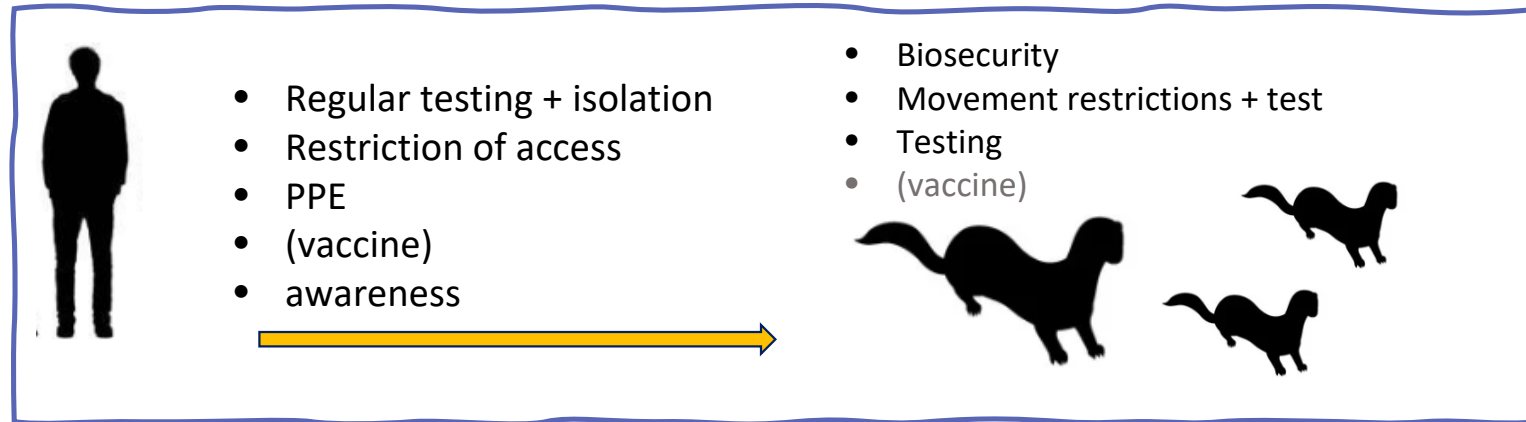 • Regular testing + isolation
• Restriction of access
• PPE
• (vaccine)
• awareness
• Biosecurity
• Movement restrictions + test
• Testing
• (vaccine)